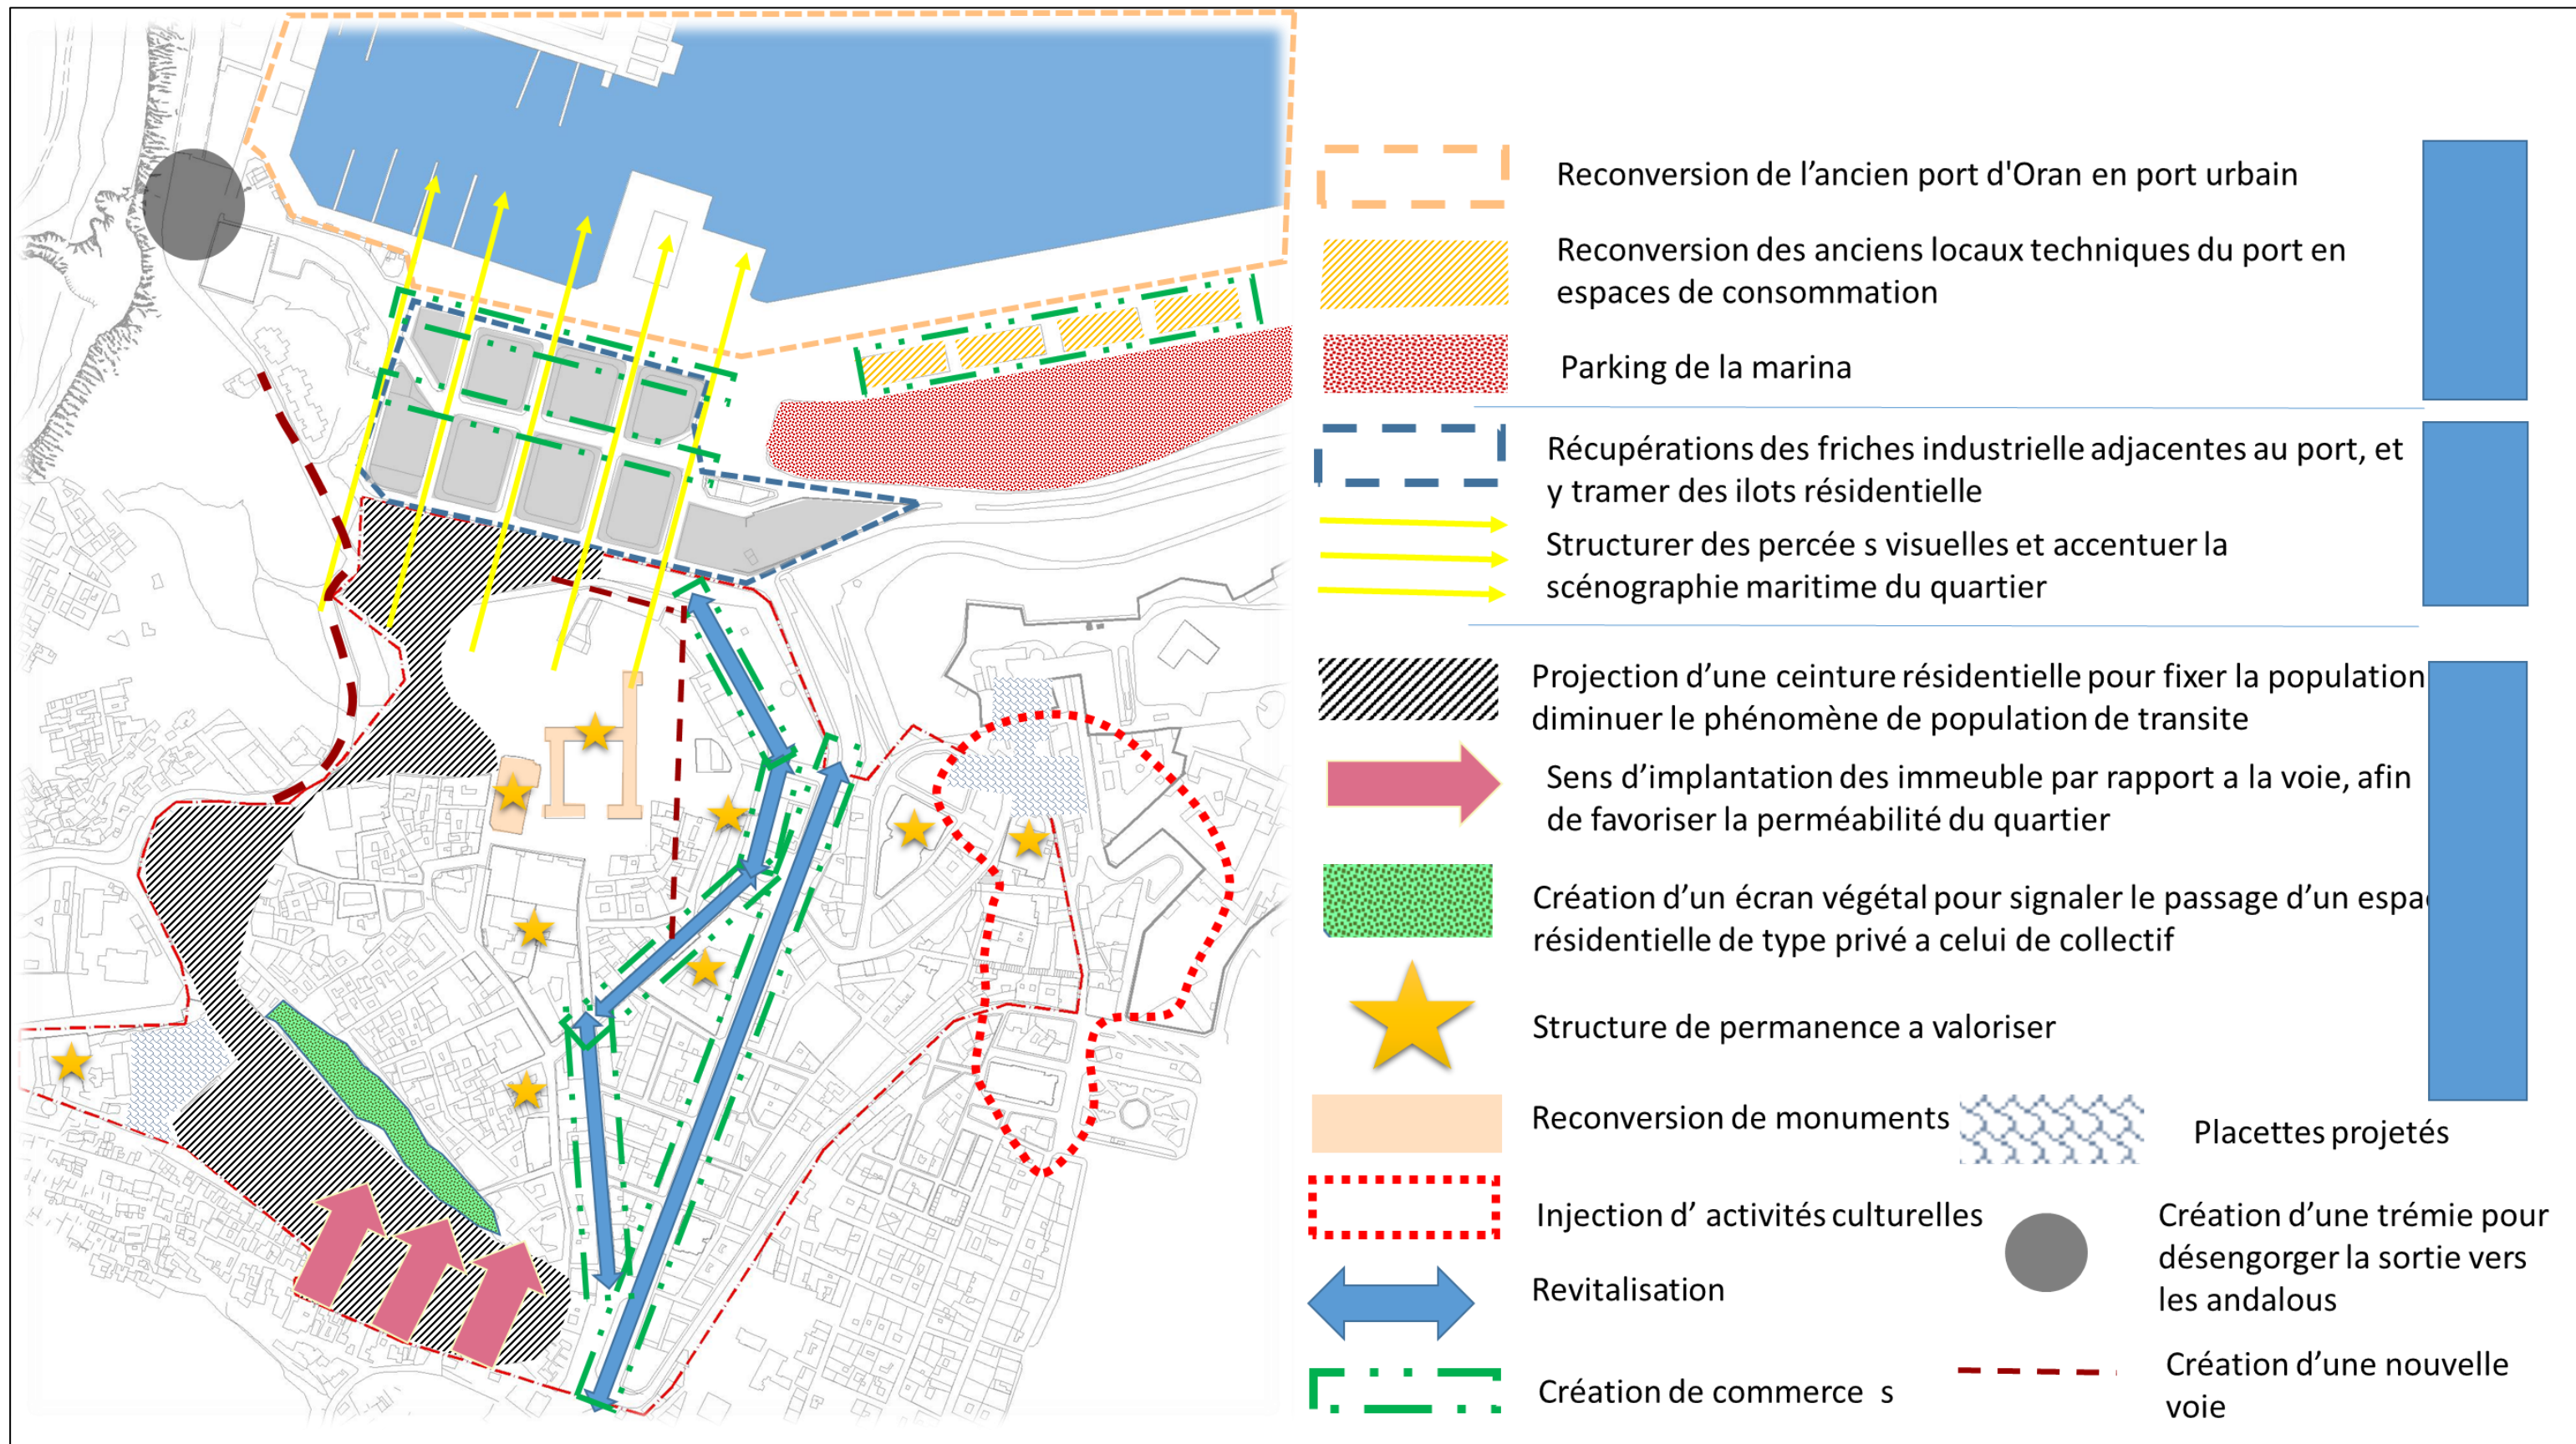 Reconversion de l’ancien port d'Oran en port urbain
Reconversion des anciens locaux techniques du port en
espaces de consommation
Parking de la marina
Récupérations des friches industrielle adjacentes au port, et
y tramer des ilots résidentielle
Structurer des percée s visuelles et accentuer la
scénographie maritime du quartier
Projection d’une ceinture résidentielle pour fixer la population
diminuer le phénomène de population de transite
Sens d’implantation des immeuble par rapport a la voie, afin
de favoriser la perméabilité du quartier
Création d’un écran végétal pour signaler le passage d’un espa
résidentielle de type privé a celui de collectif
Structure de permanence a valoriser
Reconversion de monuments
Placettes projetés
Injection d’ activités culturelles
Création d’une trémie pour
désengorger la sortie vers
les andalous
Revitalisation
Création de commerce s
Création d’une nouvelle
voie